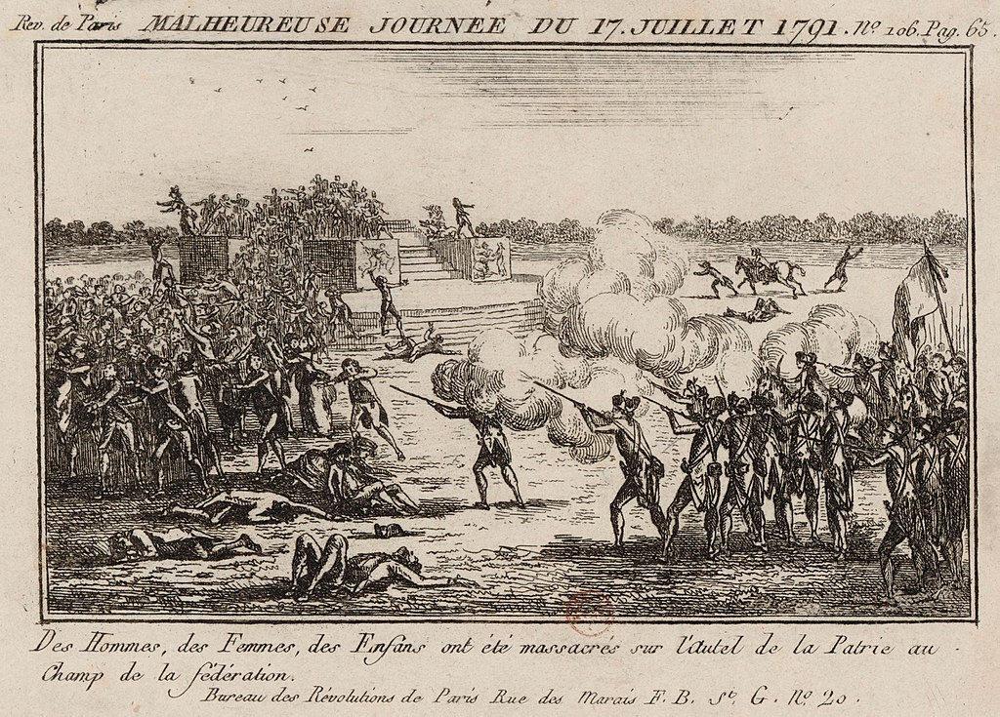 Rev. de Paris MALHEUREUSE JOURNEE DU 17. JUILLET 1791. No. 106. Pag. 65.
Des Hommes, des Femmes, des Enfans ont été massacrés sur l'Autel de la Patrie au
Champ de la fédération.
Bureau des Révolutions de Paris Rue des Marais F. B. St. G. No. 20.